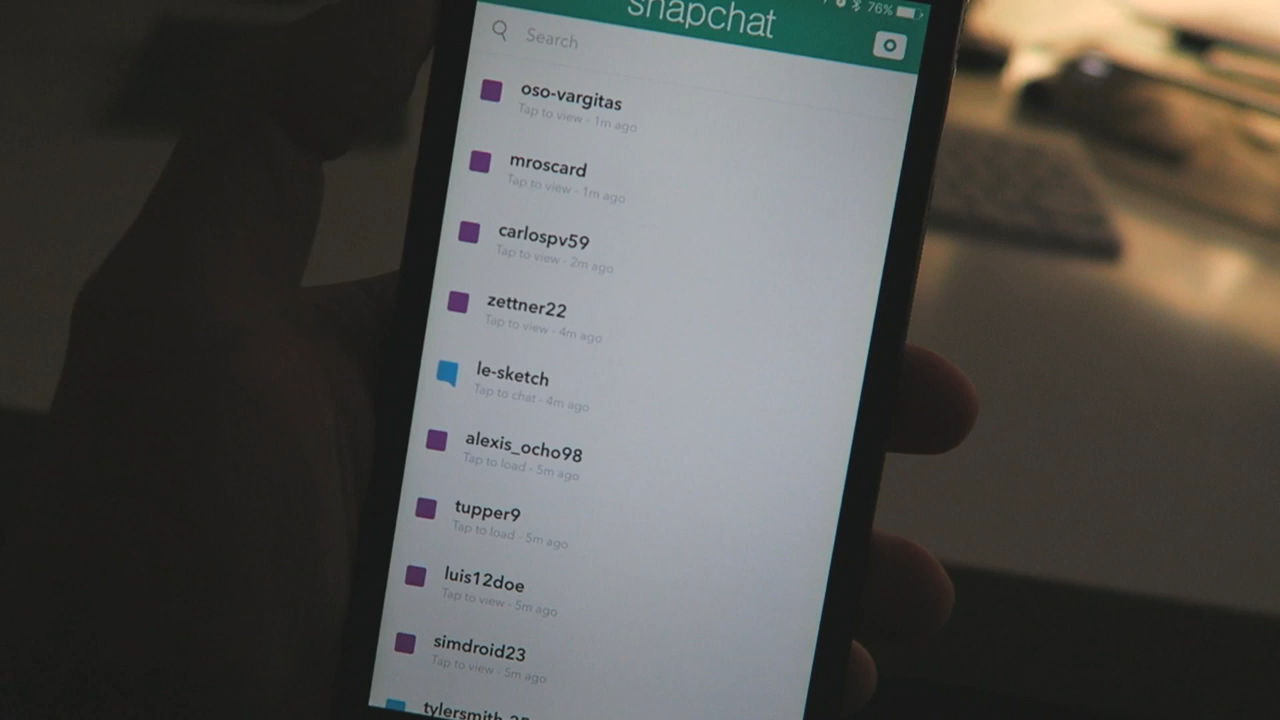 snapchat
76%
Search
oso-vargitas
Tap to view - 1m ago
mroscard
Tap to view - 1m ago
carlospv59
Tap to view - 2m ago
zettner22
Tap to view - 4m ago
le-sketch
Tap to chat - 4m ago
alexis_ocho98
Tap to load - 5m ago
tupper9
Tap to load - 5m ago
luis12doe
Tap to view - 5m ago
simdroid23
Tap to view - 5m ago